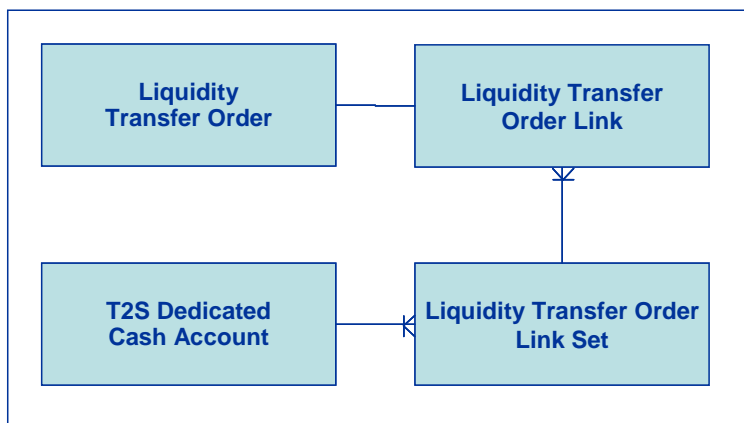 Liquidity
Transfer Order
Liquidity Transfer
Order Link
T2S Dedicated
Cash Account
Liquidity Transfer Order
Link Set